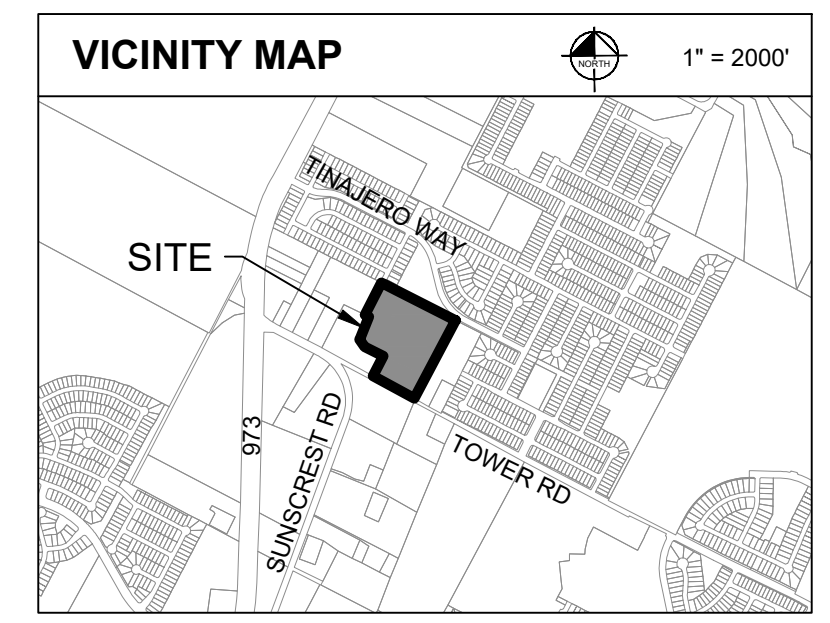 VICINITY MAP
NORTH
1" = 2000'
TINAJERO WAY
SITE
973
SUNSCREST RD
TOWER RD